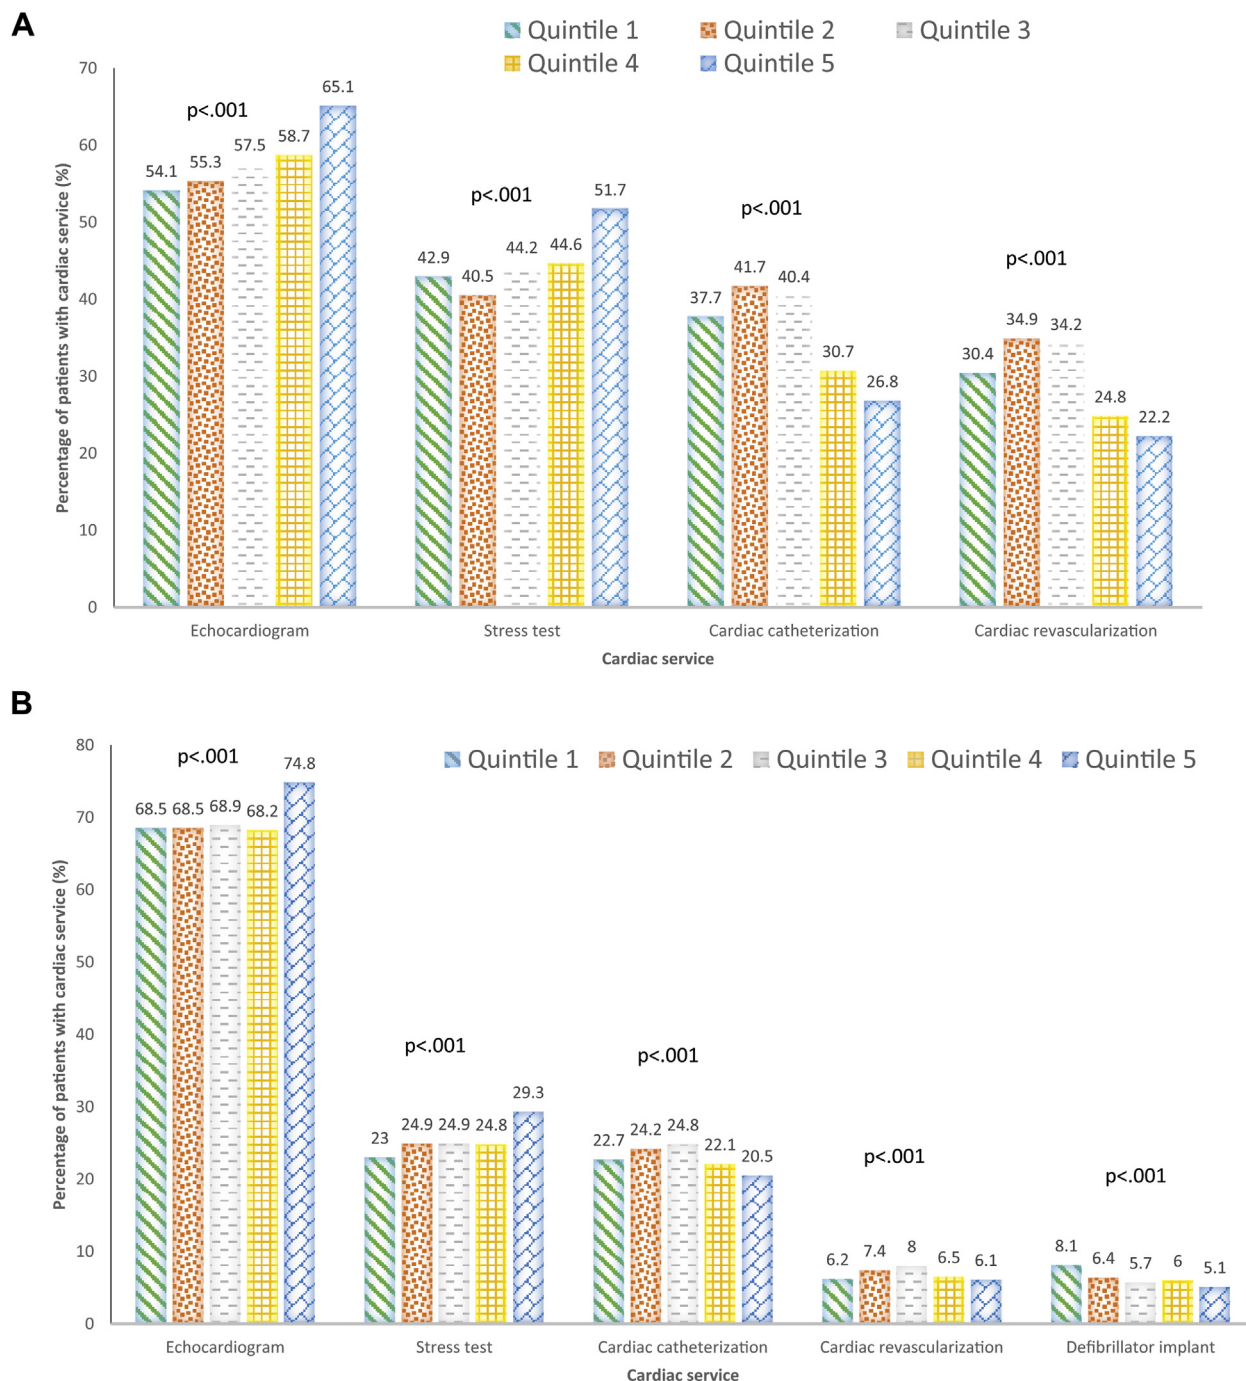 A
Quintile 1 Quintile 2 Quintile 3
Quintile 4 Quintile 5
Percentage of patients with cardiac service (%)
70
60
50
40
30
20
10
0
p<.001
54.1 55.3 57.5 58.7 65.1
p<.001
42.9 40.5 44.2 44.6 51.7
p<.001
37.7 41.7 40.4 30.7 26.8
p<.001
30.4 34.9 34.2 24.8 22.2
Echocardiogram Stress test Cardiac catheterization Cardiac revascularization
Cardiac service
B
Quintile 1 Quintile 2 Quintile 3 Quintile 4 Quintile 5
Percentage of patients with cardiac service (%)
80
70
60
50
40
30
20
10
0
p<.001
68.5 68.5 68.9 68.2 74.8
p<.001
23 24.9 24.9 24.8 29.3
p<.001
22.7 24.2 24.8 22.1 20.5
p<.001
6.2 7.4 8 6.5 6.1
p<.001
8.1 6.4 5.7 6 5.1
Echocardiogram Stress test Cardiac catheterization Cardiac revascularization Defibrillator implant
Cardiac service